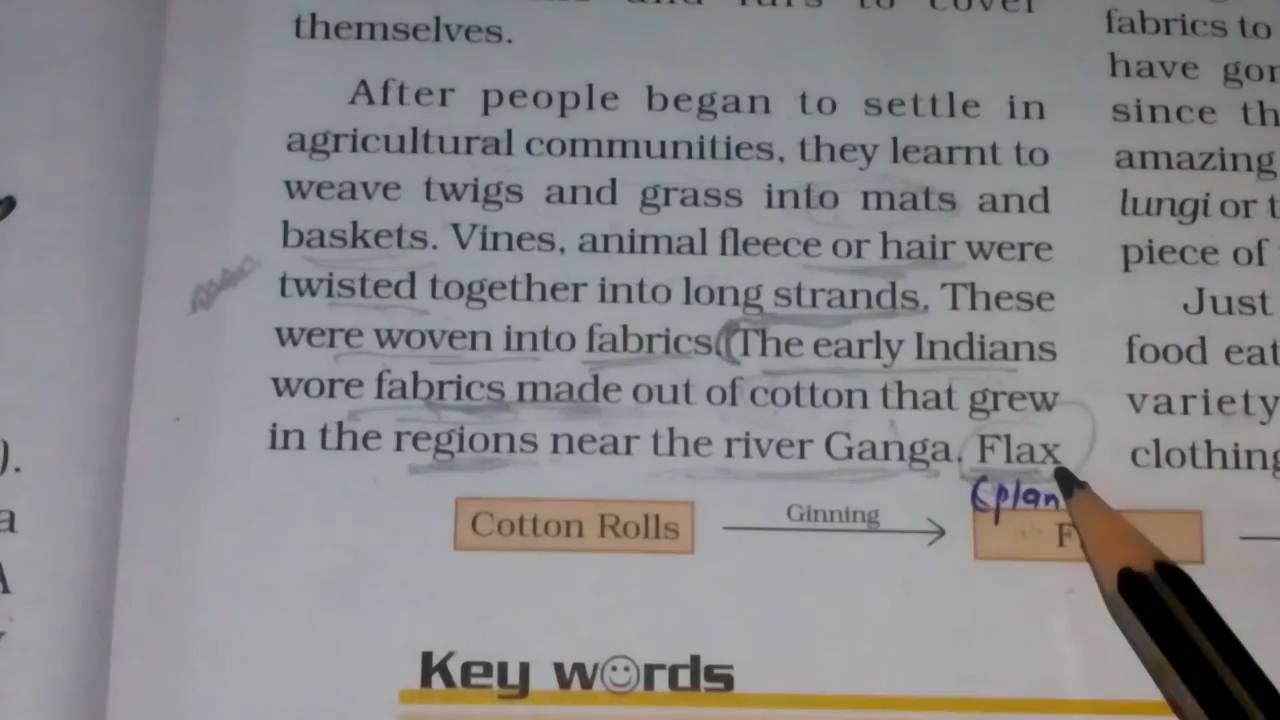 themselves.
After people began to settle in
agricultural communities, they learnt to
weave twigs and grass into mats and
baskets. Vines, animal fleece or hair were
twisted together into long strands. These
were woven into fabrics. (The early Indians
wore fabrics made out of cotton that grew
in the regions near the river Ganga. Flax
(plan
Cotton Rolls
Ginning
F
Key words
fabrics to
have gon
since th
amazing
lungi or t
piece of
Just
food eat
variety
clothing
).
a